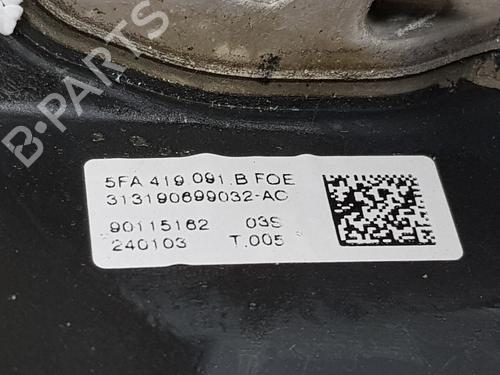 B-PARTS
5FA 419 091.B FOE
313190699032-AC
90115162 03S
240103 T.005